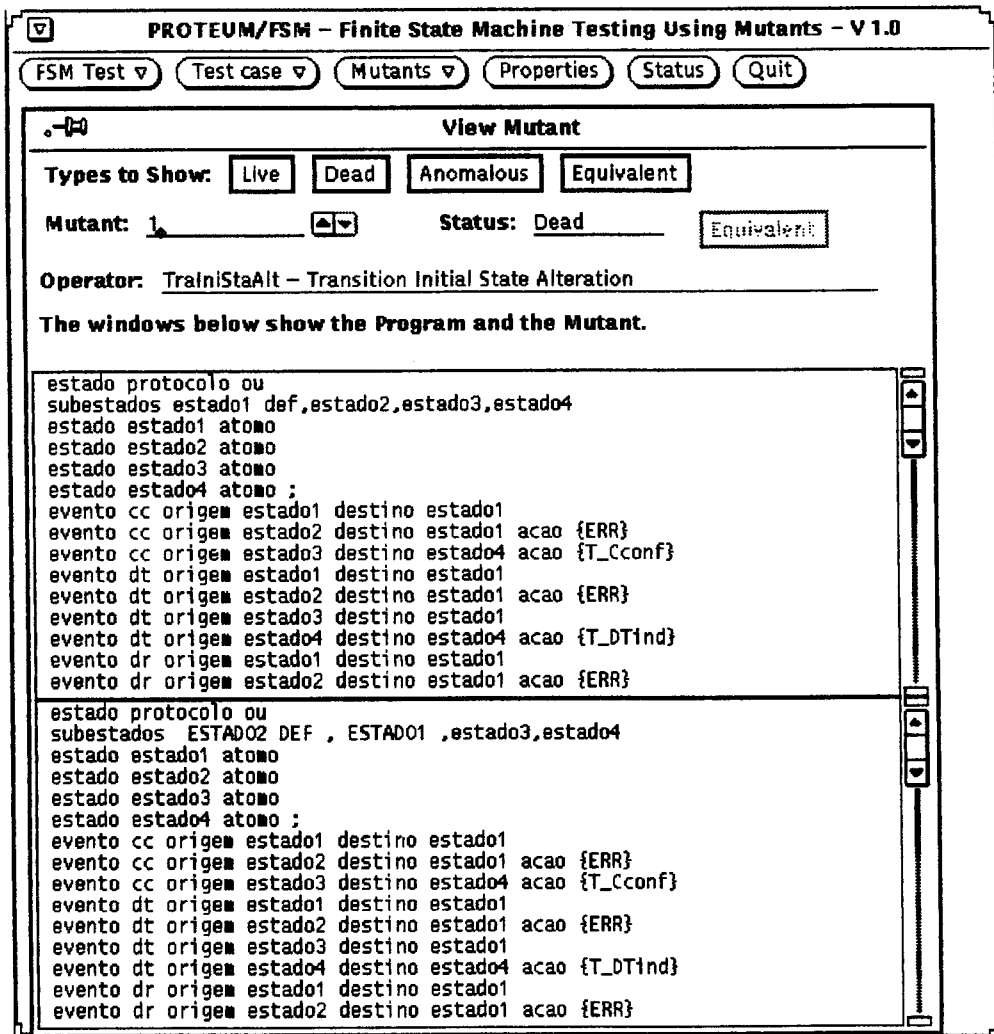 PROTEUM/FSM – Finite State Machine Testing Using Mutants – V 1.0
FSM Test Test case Mutants Properties Status Quit
View Mutant
Types to Show: Live Dead Anomalous Equivalent
Mutant: 1 Status: Dead Equivalent
Operator: TraIniStaAlt – Transition Initial State Alteration
The windows below show the Program and the Mutant.
estado protocolo ou
subestados estado1 def,estado2,estado3,estado4
estado estado1 atomo
estado estado2 atomo
estado estado3 atomo
estado estado4 atomo ;
evento cc origem estado1 destino estado1
evento cc origem estado2 destino estado1 acao {ERR}
evento cc origem estado3 destino estado4 acao {T_Cconf}
evento dt origem estado1 destino estado1
evento dt origem estado2 destino estado1 acao {ERR}
evento dt origem estado3 destino estado1
evento dt origem estado4 destino estado4 acao {T_DTind}
evento dr origem estado1 destino estado1
evento dr origem estado2 destino estado1 acao {ERR}
estado protocolo ou
subestados ESTADO2 DEF , ESTADO1 ,estado3,estado4
estado estado1 atomo
estado estado2 atomo
estado estado3 atomo
estado estado4 atomo ;
evento cc origem estado1 destino estado1
evento cc origem estado2 destino estado1 acao {ERR}
evento cc origem estado3 destino estado4 acao {T_Cconf}
evento dt origem estado1 destino estado1
evento dt origem estado2 destino estado1 acao {ERR}
evento dt origem estado3 destino estado1
evento dt origem estado4 destino estado4 acao {T_DTind}
evento dr origem estado1 destino estado1
evento dr origem estado2 destino estado1 acao {ERR}